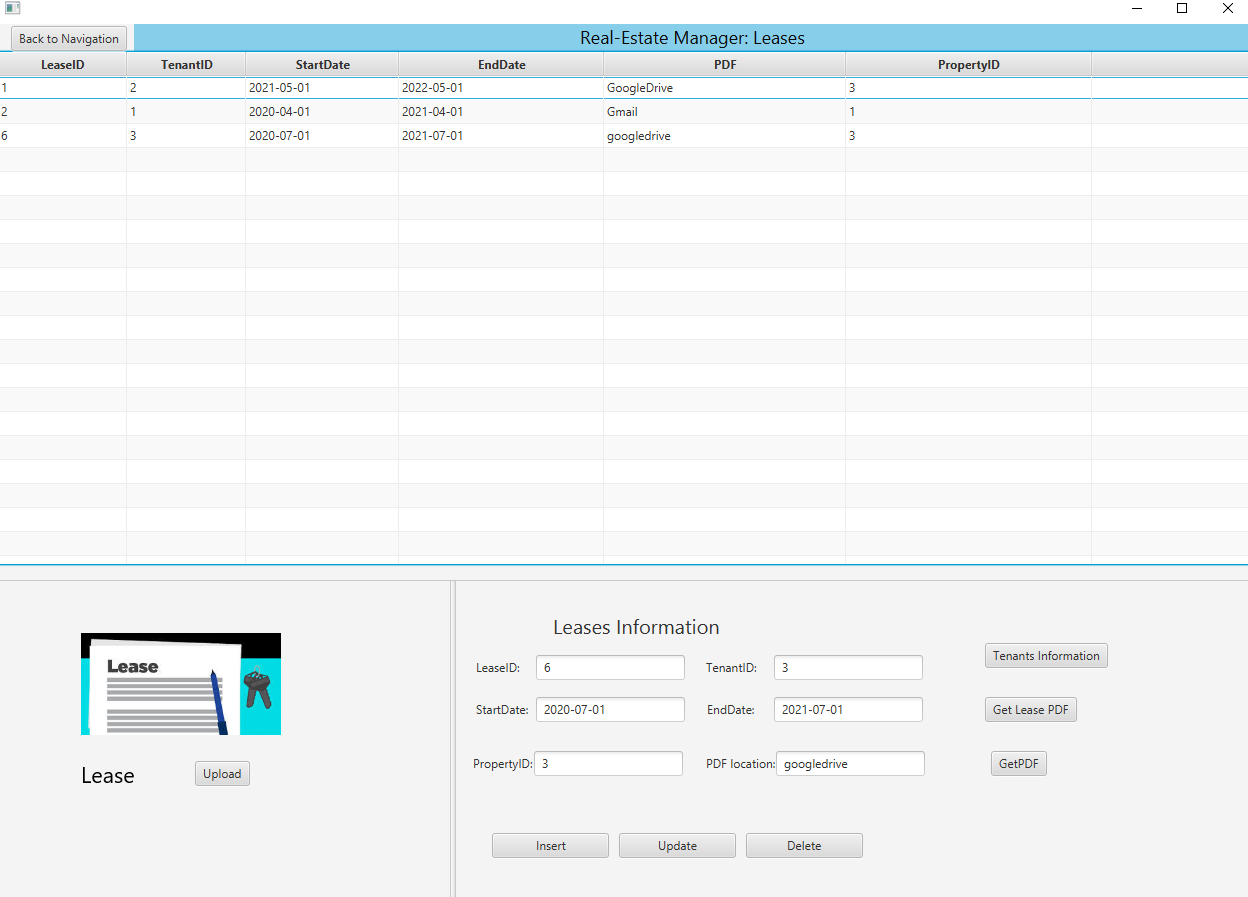 Back to Navigation Real-Estate Manager: Leases
LeaseID TenantID StartDate EndDate PDF PropertyID
1 2 2021-05-01 2022-05-01 GoogleDrive 3
2 1 2020-04-01 2021-04-01 Gmail 1
6 3 2020-07-01 2021-07-01 googledrive 3
Lease
Lease Upload
Leases Information
LeaseID: 6 TenantID: 3 Tenants Information
StartDate: 2020-07-01 EndDate: 2021-07-01 Get Lease PDF
PropertyID: 3 PDF location: googledrive GetPDF
Insert Update Delete